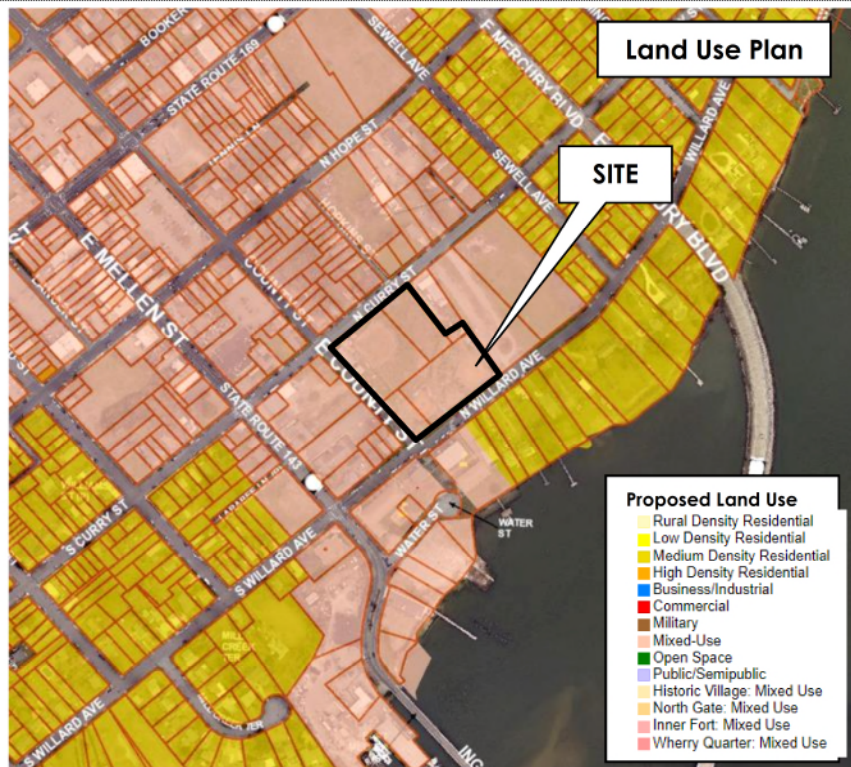 Land Use Plan
SITE
BOOKER
STATE ROUTE 169
SEWELL AVE
E MERCURY BLVD
WILLARD AVE
N HOPE ST
SEWELL AVE
E MELLEN ST
COUNTY ST
N CURRY ST
E COUNTY ST
N WILLARD AVE
STATE ROUTE 143
S CURRY ST
WATER ST
WATER
ST
S WILLARD AVE
MILL
CREEK
TER
S WILLARD AVE
Proposed Land Use
Rural Density Residential
Low Density Residential
Medium Density Residential
High Density Residential
Business/Industrial
Commercial
Military
Mixed-Use
Open Space
Public/Semipublic
Historic Village: Mixed Use
North Gate: Mixed Use
Inner Fort: Mixed Use
Wherry Quarter: Mixed Use